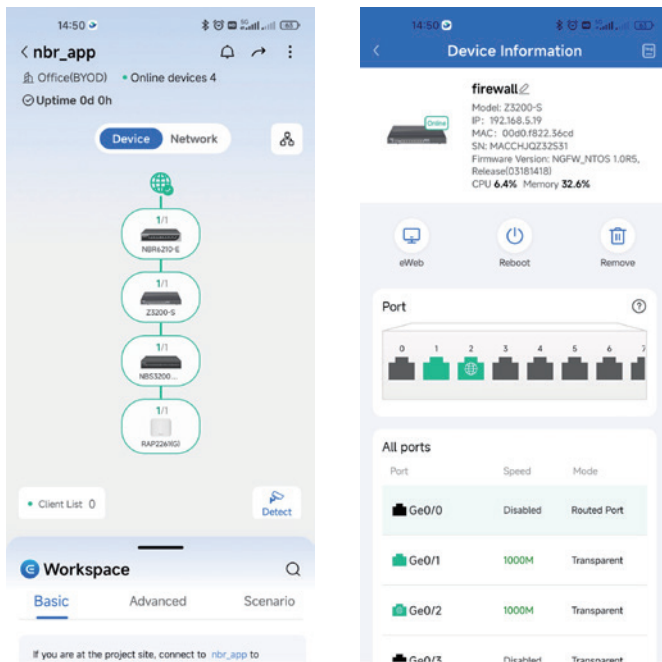 14:50
nbr_app
Office(BYOD) • Online devices 4
Uptime 0d 0h
Device Network
1/1
NBR6210-E
1/1
Z3200-S
1/1
NBS3200...
1/1
RAP2261(G)
• Client List 0
Detect
Workspace
Basic Advanced Scenario
If you are at the project site, connect to nbr_app to
14:50
Device Information
firewall
Online
Model: Z3200-S
IP: 192.168.5.19
MAC: 00d0.f822.36cd
SN: MACCHJQZ32S31
Firmware Version: NGFW_NTOS 1.0R5,
Release(03181418)
CPU 6.4% Memory 32.6%
eWeb Reboot Remove
Port
0 1 2 3 4 5 6 7
All ports
Port Speed Mode
Ge0/0 Disabled Routed Port
Ge0/1 1000M Transparent
Ge0/2 1000M Transparent
Ge0/3 Disabled Transparent